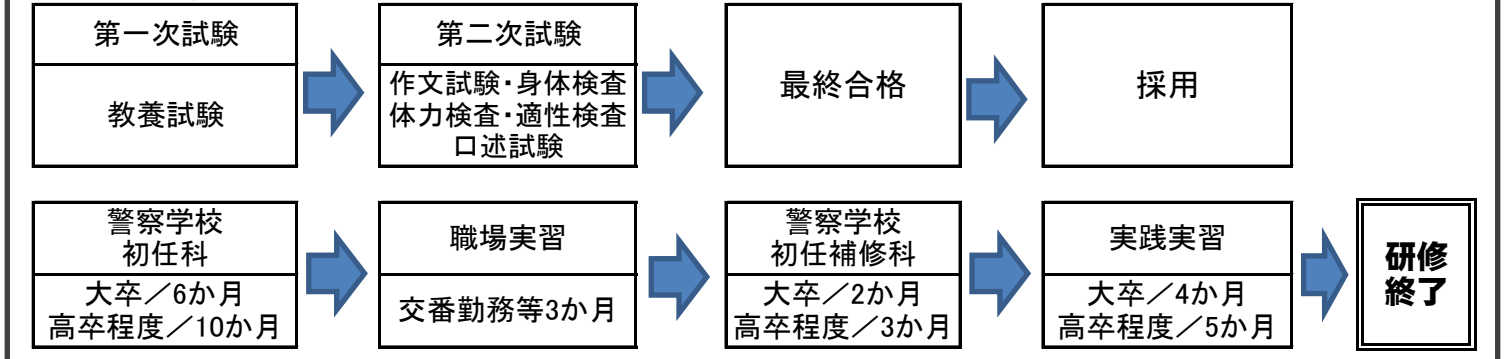 第一次試験
教養試験
第二次試験
作文試験・身体検査
体力検査・適性検査
口述試験
最終合格
採用
警察学校
初任科
大卒／6か月
高卒程度／10か月
職場実習
交番勤務等3か月
警察学校
初任補修科
大卒／2か月
高卒程度／3か月
実践実習
大卒／4か月
高卒程度／5か月
研修
終了